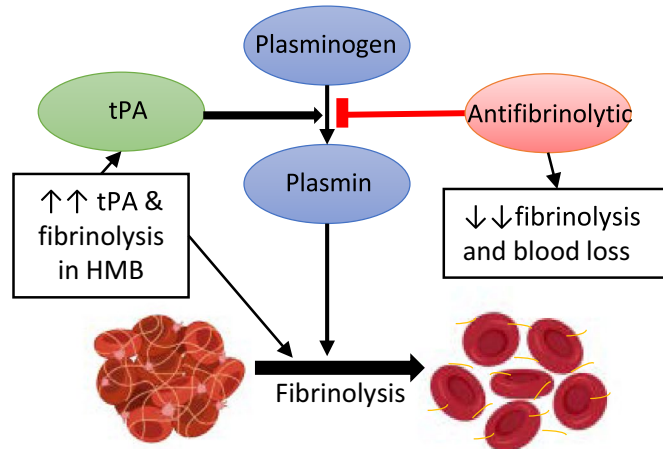 Plasminogen
tPA
Antifibrinolytic
Plasmin
↑↑ tPA &
fibrinolysis
in HMB
↓↓fibrinolysis
and blood loss
Fibrinolysis